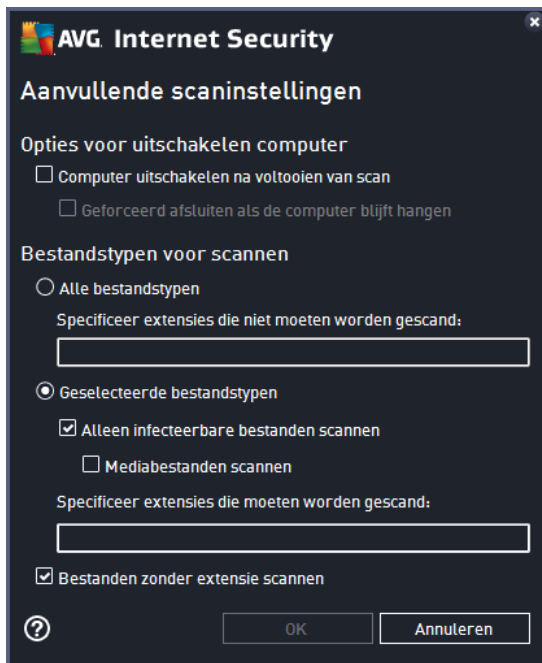 AVG. Internet Security
Aanvullende scaninstellingen
Opties voor uitschakelen computer
Computer uitschakelen na voltooien van scan
Geforceerd afsluiten als de computer blijft hangen
Bestandstypen voor scannen
Alle bestandstypen
Specificeer extensies die niet moeten worden gescand:
Geselecteerde bestandstypen
Alleen infecteerbare bestanden scannen
Mediabestanden scannen
Specificeer extensies die moeten worden gescand:
Bestanden zonder extensie scannen
? OK Annuleren